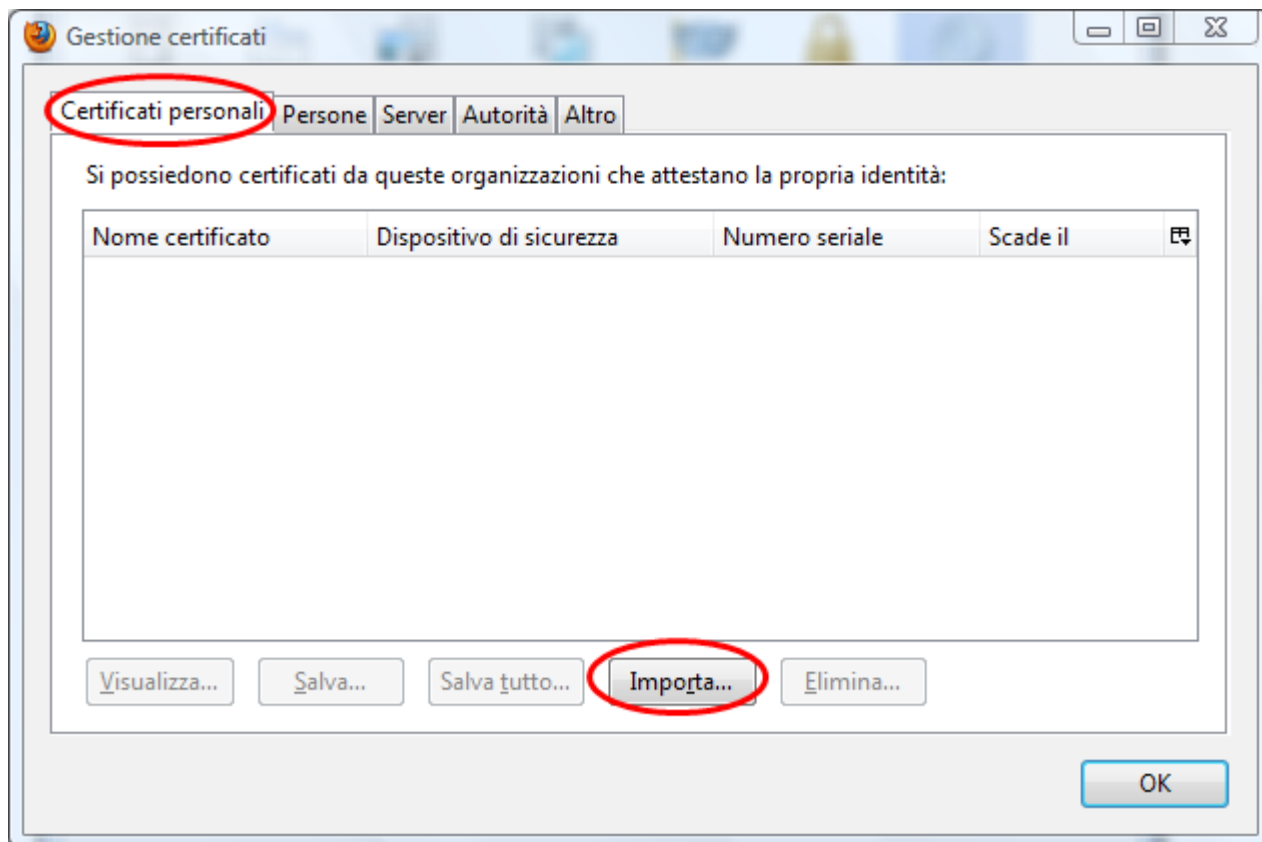 Gestione certificati
Certificati personali Persone Server Autorità Altro
Si possiedono certificati da queste organizzazioni che attestano la propria identità:
Nome certificato Dispositivo di sicurezza Numero seriale Scade il
Visualizza... Salva... Salva tutto... Importa... Elimina...
OK